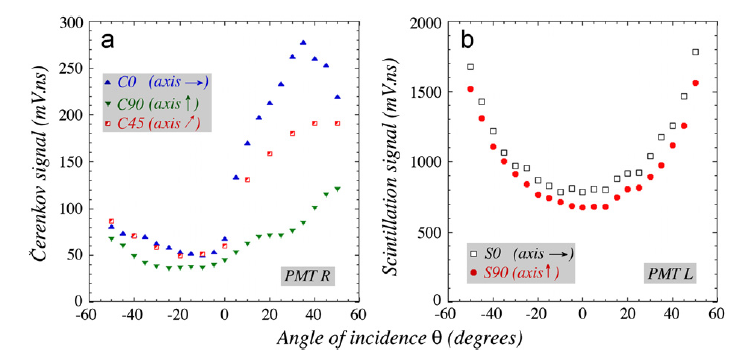 a
b
Čerenkov signal (mV.ns)
300
250
200
150
100
50
0
C0 (axis →)
C90 (axis ↑)
C45 (axis ↗)
PMT R
-60 -40 -20 0 20 40 60
Scintillation signal (mV.ns)
2000
1500
1000
500
0
S0 (axis →)
S90 (axis ↑)
PMT L
-60 -40 -20 0 20 40 60
Angle of incidence θ (degrees)